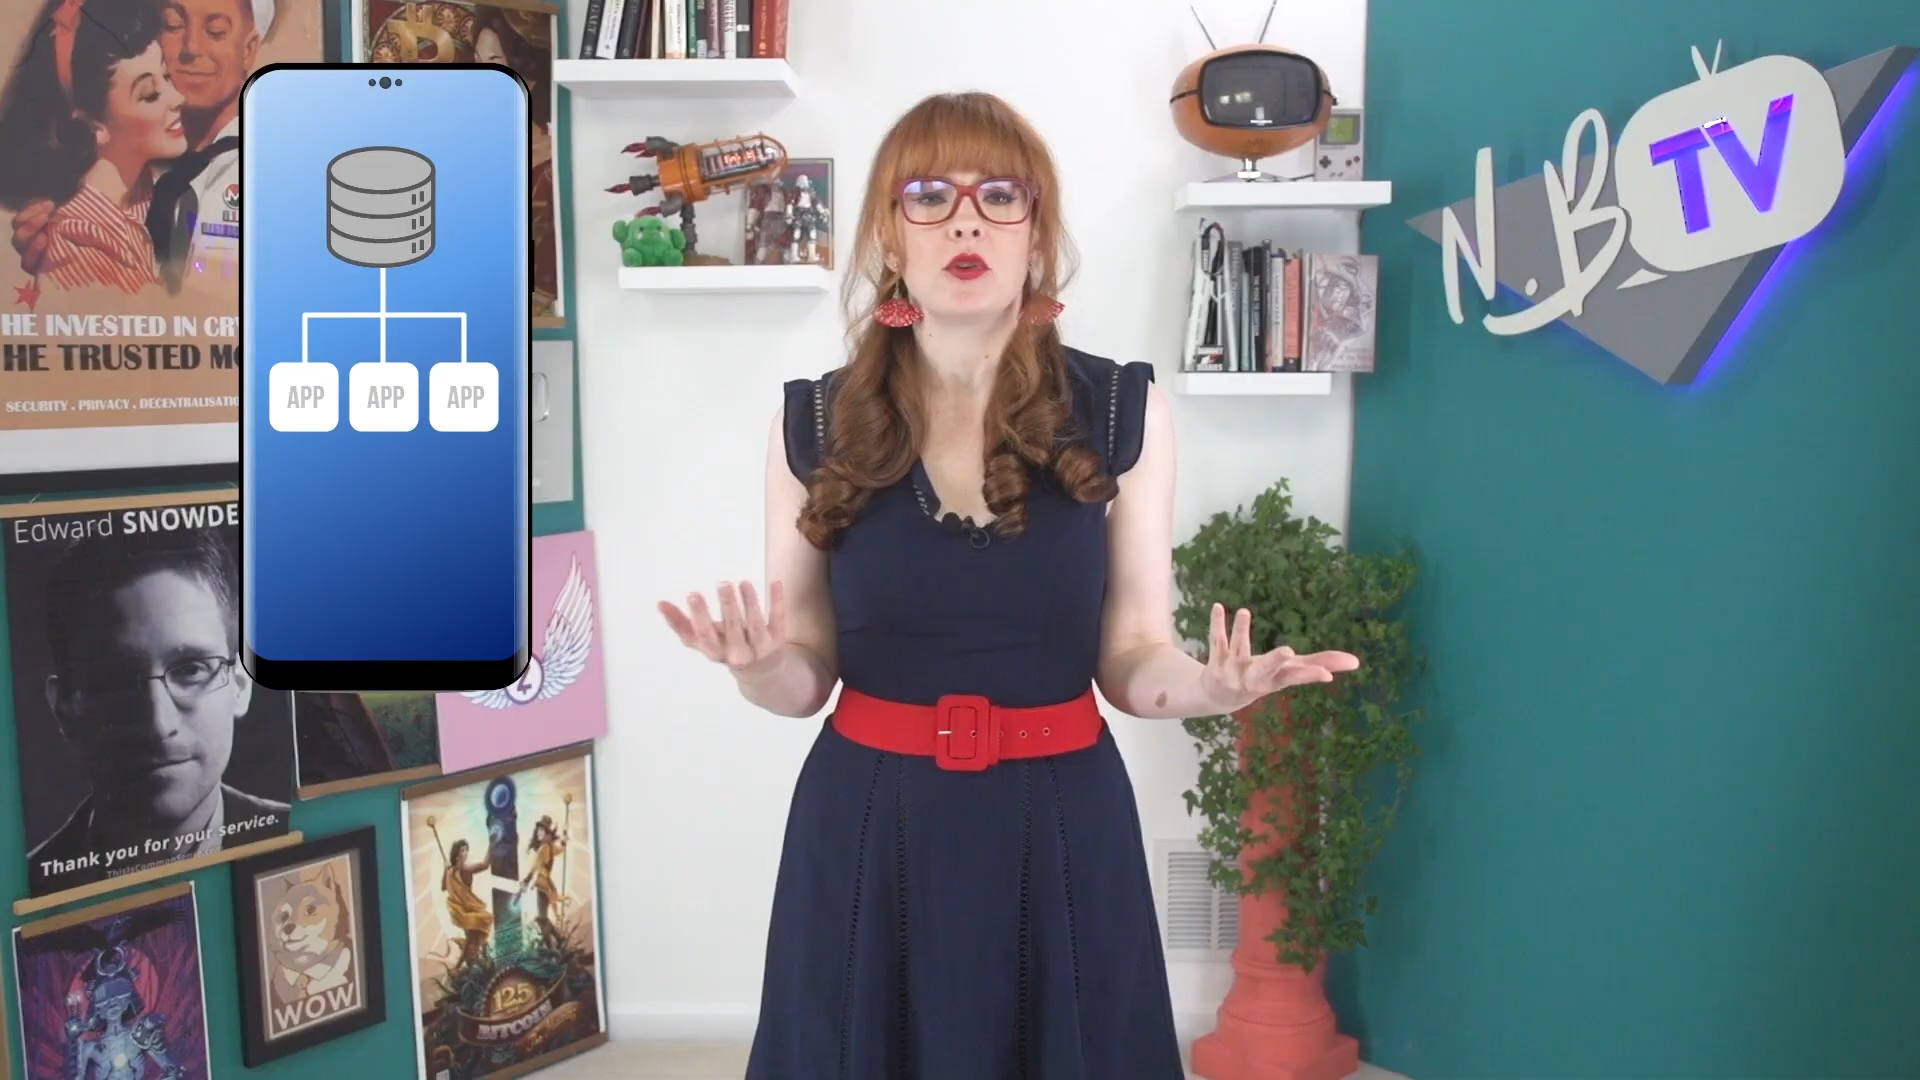 HE INVESTED IN CR
HE TRUSTED MO
SECURITY . PRIVACY . DECENTRALISATIO
APP APP APP
N.B TV
Edward SNOWDE
Thank you for your service.
WOW
125
BITCOIN